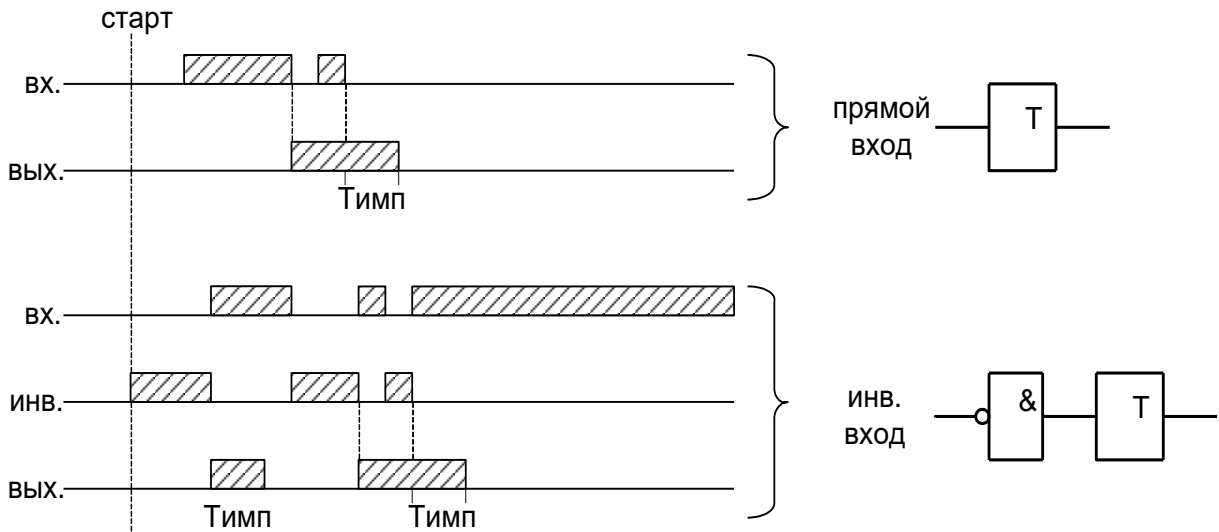 старт
вх.
вых.
Тимп
прямой
вход
T
вх.
инв.
вых.
Тимп
Тимп
инв.
вход
&
T